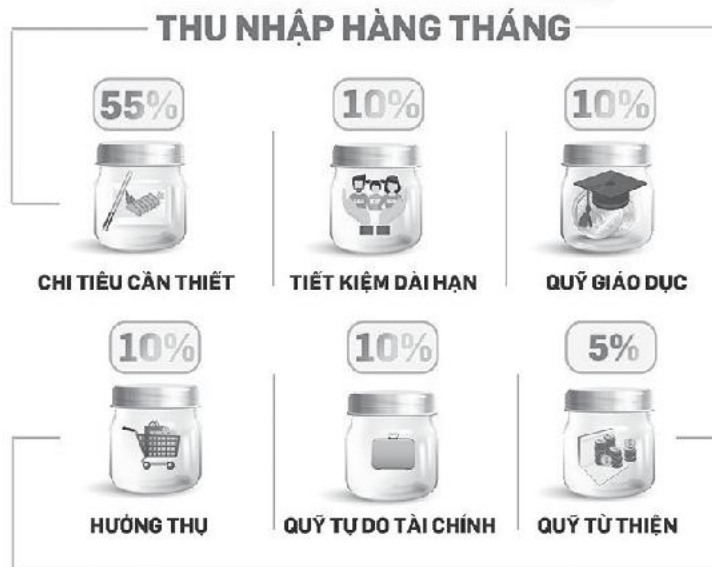 THU NHẬP HÀNG THÁNG
55%
10%
10%
CHI TIÊU CẦN THIẾT
TIẾT KIỆM DÀI HẠN
QUỸ GIÁO DỤC
10%
10%
5%
HƯỞNG THỤ
QUỸ TỰ DO TÀI CHÍNH
QUỸ TỪ THIỆN